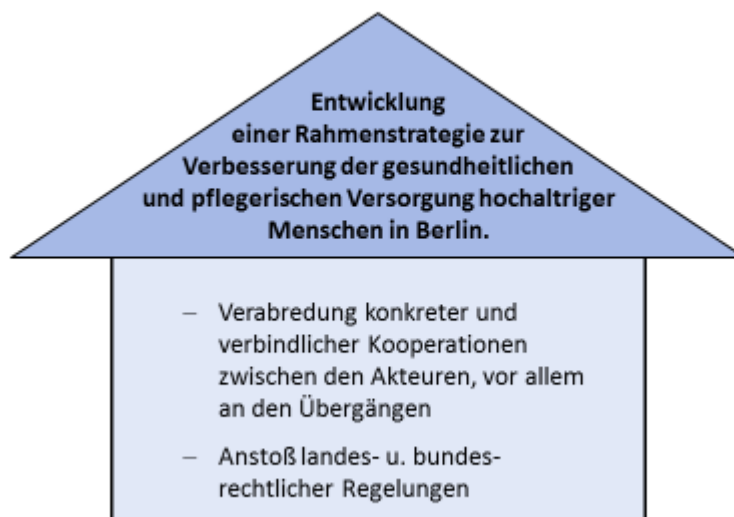 Entwicklung
einer Rahmenstrategie zur
Verbesserung der gesundheitlichen
und pflegerischen Versorgung hochaltriger
Menschen in Berlin.
– Verabredung konkreter und
verbindlicher Kooperationen
zwischen den Akteuren, vor allem
an den Übergängen
– Anstoß landes- u. bundes-
rechtlicher Regelungen